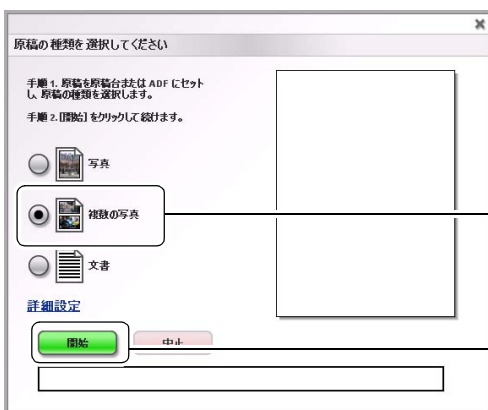 原稿の種類を選択してください
手順 1. 原稿を原稿台または ADF にセット
し、原稿の種類を選択します。
手順 2. [開始] をクリックして続けます。
写真
複数の写真
文書
詳細設定
開始
中止